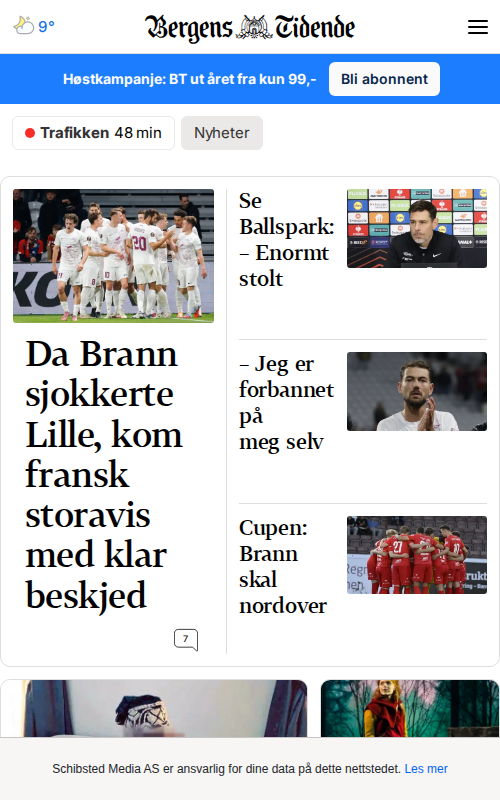 9°
Bergens Tidende
Høstkampanje: BT ut året fra kun 99,-
Bli abonnent
Trafikken 48 min
Nyheter
20
Da Brann
sjokkerte
Lille, kom
fransk
storavis
med klar
beskjed
7
Se
Ballspark:
– Enormt
stolt
– Jeg er
forbannet
på
meg selv
Cupen:
Brann
skal
nordover
27
Schibsted Media AS er ansvarlig for dine data på dette nettstedet. Les mer